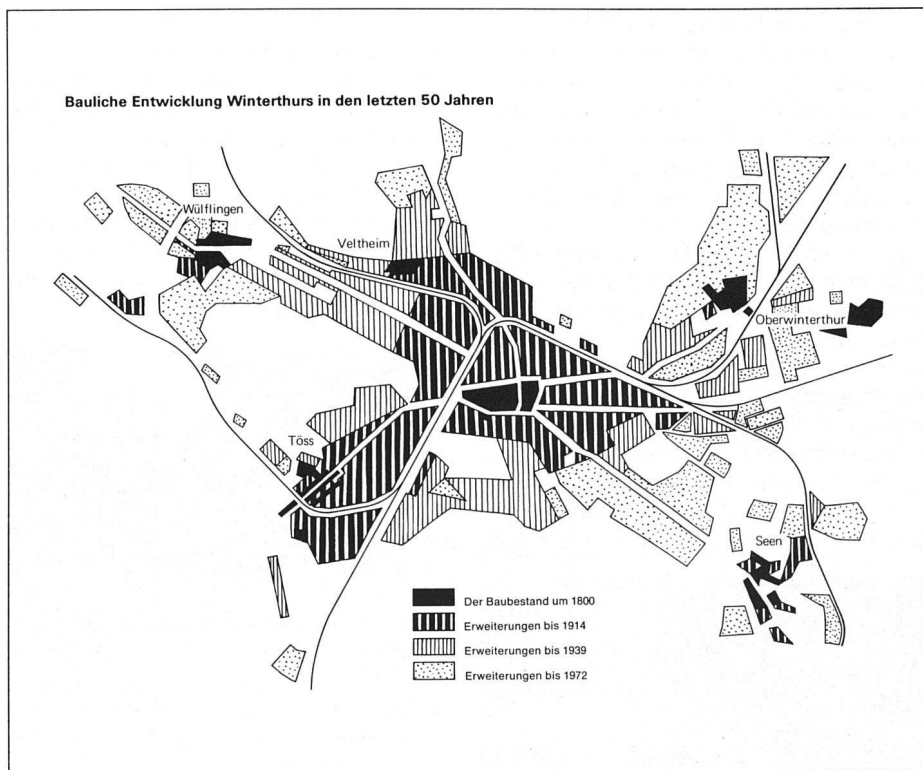 Bauliche Entwicklung Winterthurs in den letzten 50 Jahren
Wülflingen
Veltheim
Oberwinterthur
Töss
Seen
Der Baubestand um 1800
Erweiterungen bis 1914
Erweiterungen bis 1939
Erweiterungen bis 1972